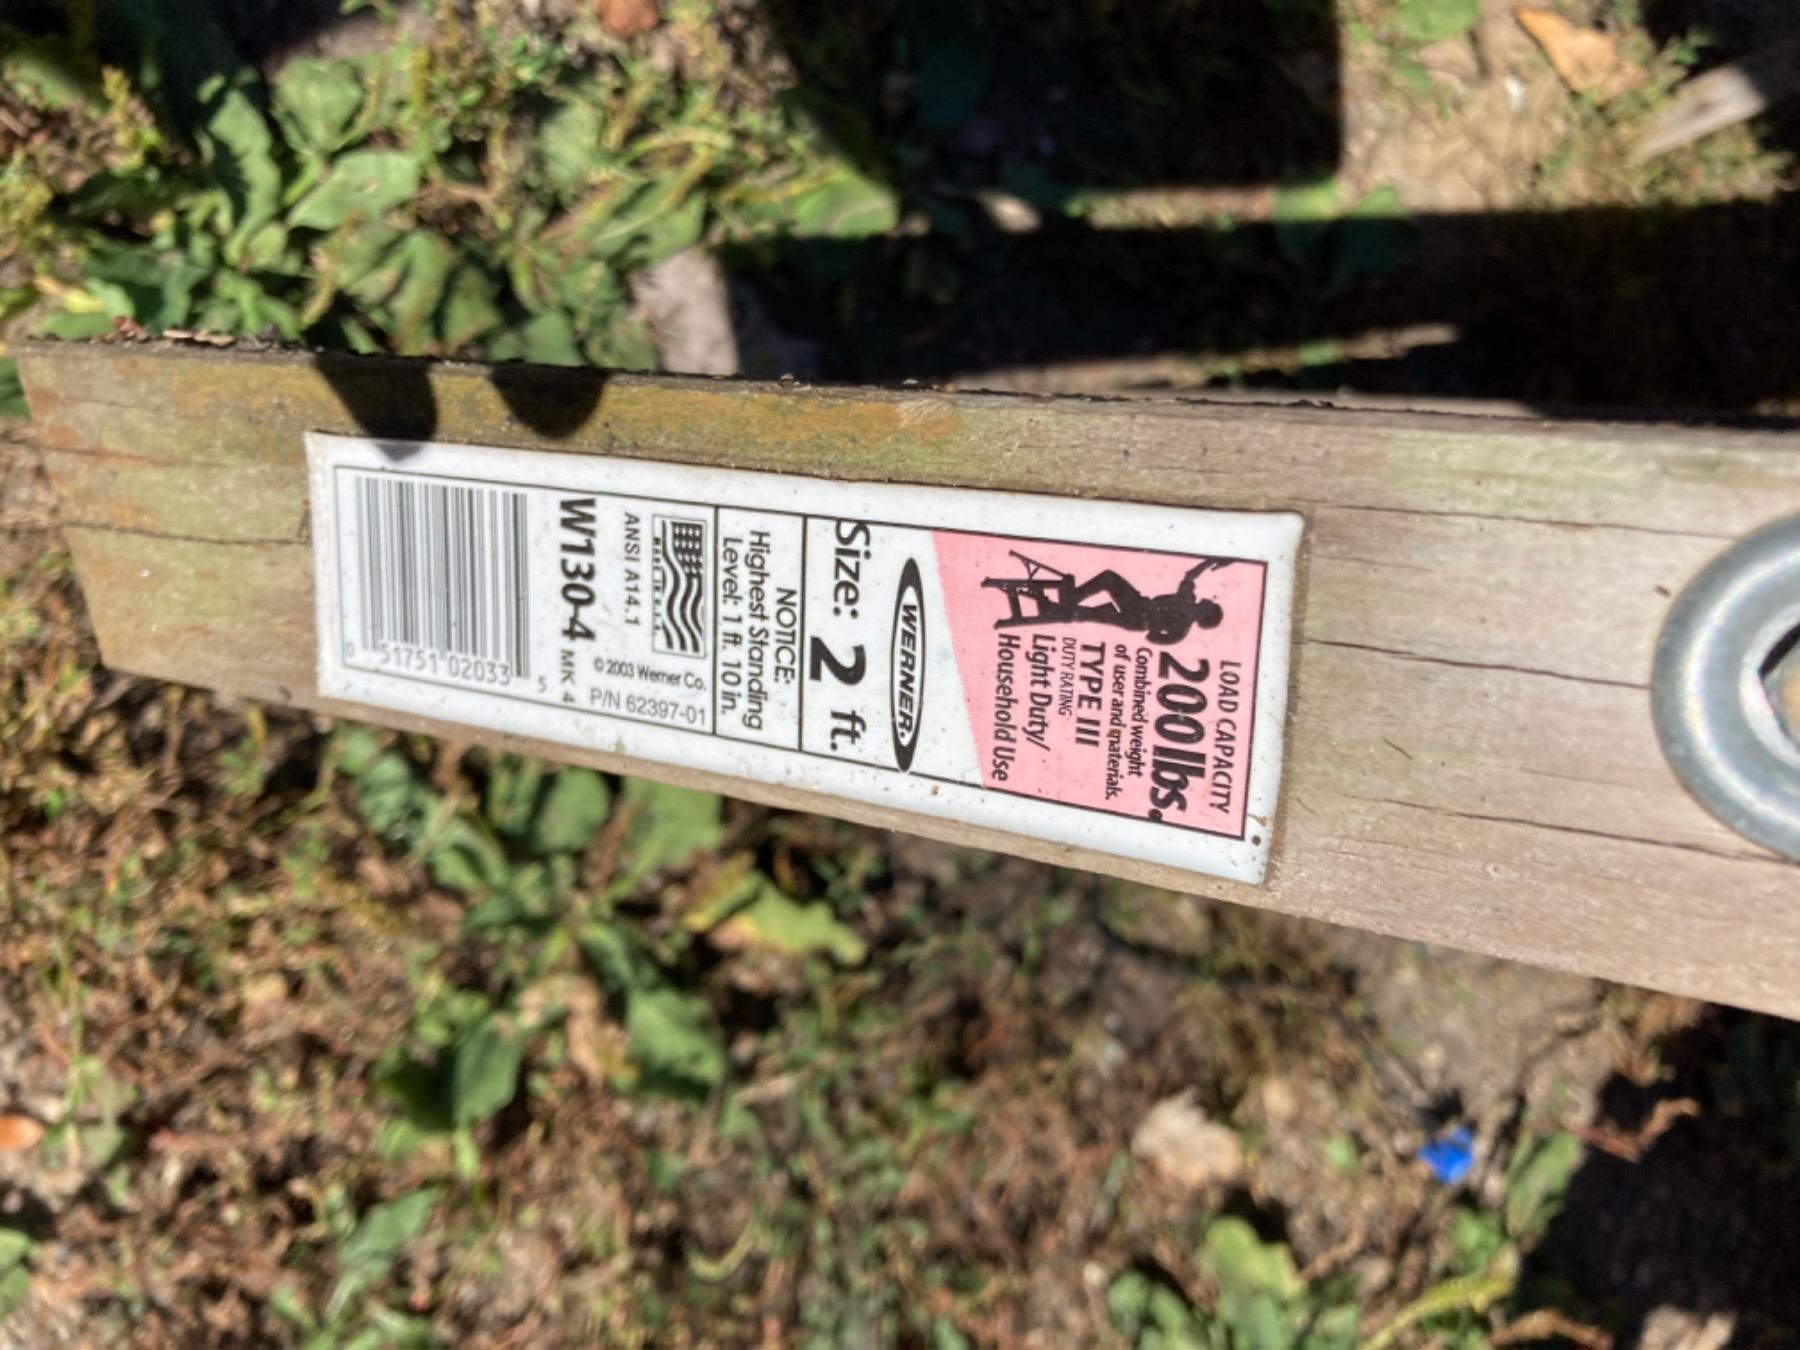 LOAD CAPACITY
200 lbs.
Combined weight
of user and materials.
TYPE III
DUTY RATING
Light Duty/
Household Use
WERNER®
Size: 2 ft.
NOTICE:
Highest Standing
Level: 1 ft. 10 in.
MADE IN U.S.A.
ANSI A14.1
© 2003 Werner Co.
P/N 62397-01
W130-4 MK 4
0 51751 02033 5